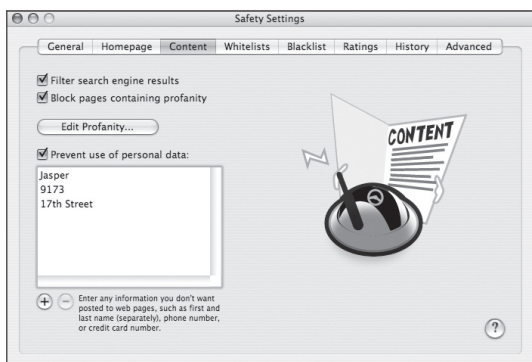 Safety Settings
General Homepage Content Whitelists Blacklist Ratings History Advanced
Filter search engine results
Block pages containing profanity
Edit Profanity...
Prevent use of personal data:
Jasper
9173
17th Street
Enter any information you don't want
posted to web pages, such as first and
last name (separately), phone number,
or credit card number.
CONTENT
?